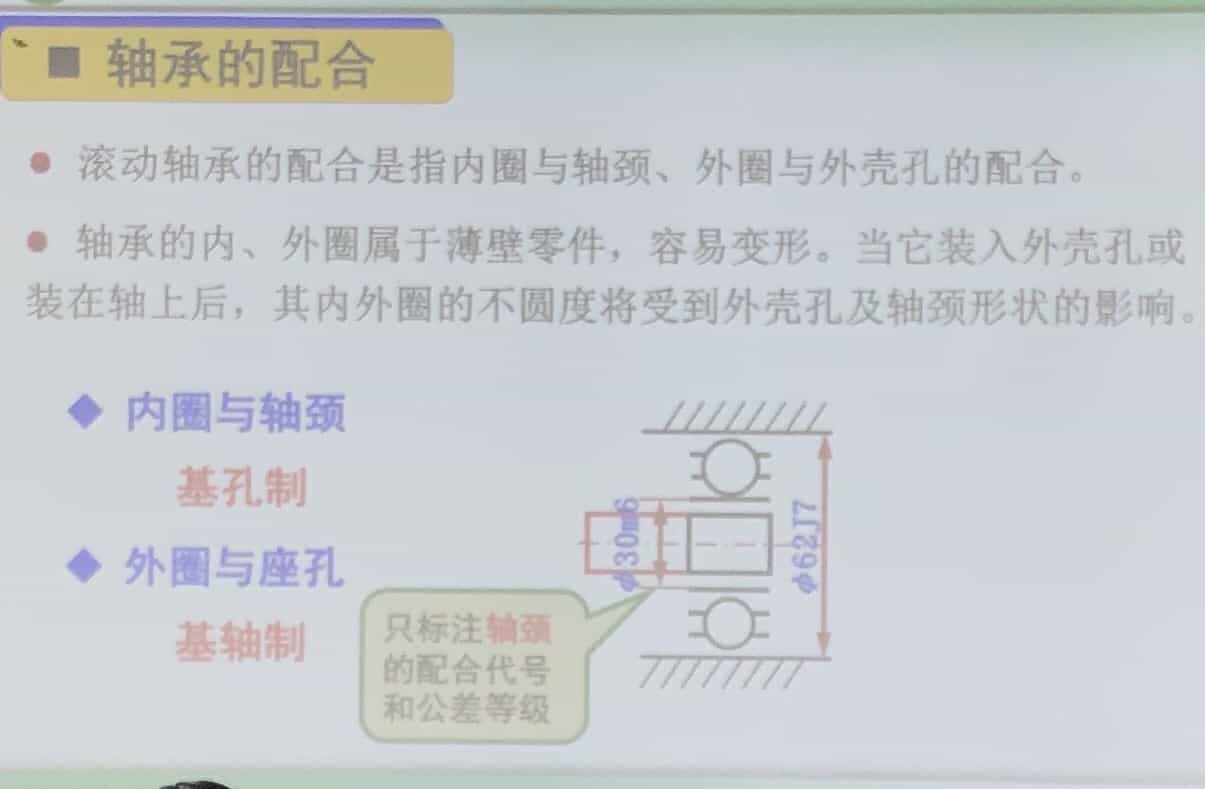 轴承的配合
滚动轴承的配合是指内圈与轴颈、外圈与外壳孔的配合。
轴承的内、外圈属于薄壁零件，容易变形。当它装入外壳孔或
装在轴上后，其内外圈的不圆度将受到外壳孔及轴颈形状的影响。
内圈与轴颈
基孔制
外圈与座孔
基轴制
只标注轴颈
的配合代号
和公差等级
ϕ30m6
ϕ62J7